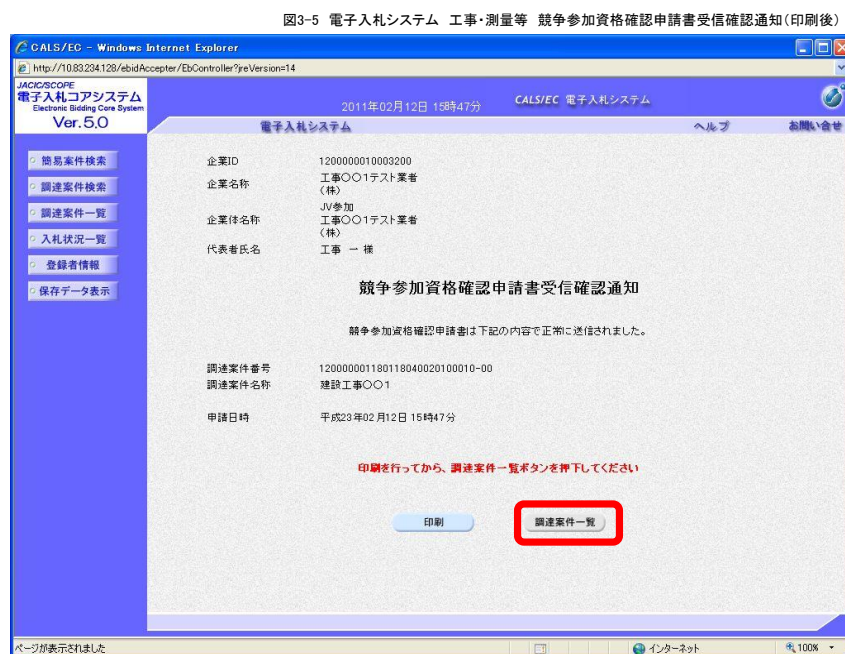 図3-5 電子入札システム 工事・測量等 競争参加資格確認申請書受信確認通知(印刷後)
CALS/EC - Windows Internet Explorer
http://10.83.234.128/ebidAccepter/EbController?jreVersion=14
JACIC/SCOPE
電子入札コアシステム
Electronic Bidding Core System
Ver.5.0
2011年02月12日 15時47分
CALS/EC 電子入札システム
電子入札システム
ヘルプ
お問い合せ
簡易案件検索
調達案件検索
調達案件一覧
入札状況一覧
登録者情報
保存データ表示
企業ID 1200000010003200
企業名称 工事○○1テスト業者
(株)
企業体名称 JV参加
工事○○1テスト業者
(株)
代表者氏名 工事 一 様
競争参加資格確認申請書受信確認通知
競争参加資格確認申請書は下記の内容で正常に送信されました。
調達案件番号 1200000011801180400201000​10-00
調達案件名称 建設工事○○1
申請日時 平成23年02月12日 15時47分
印刷を行ってから、調達案件一覧ボタンを押下してください
印刷
調達案件一覧
ページが表示されました
インターネット
100%